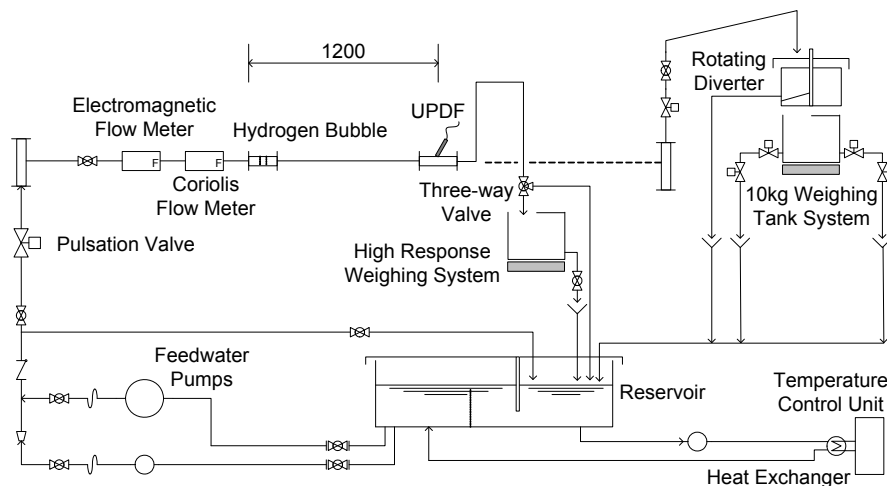 1200
Rotating
Diverter
Electromagnetic
Flow Meter
Hydrogen Bubble
UPDF
F
F
Coriolis
Flow Meter
Three-way
Valve
10kg Weighing
Tank System
Pulsation Valve
High Response
Weighing System
Feedwater
Pumps
Reservoir
Temperature
Control Unit
Heat Exchanger